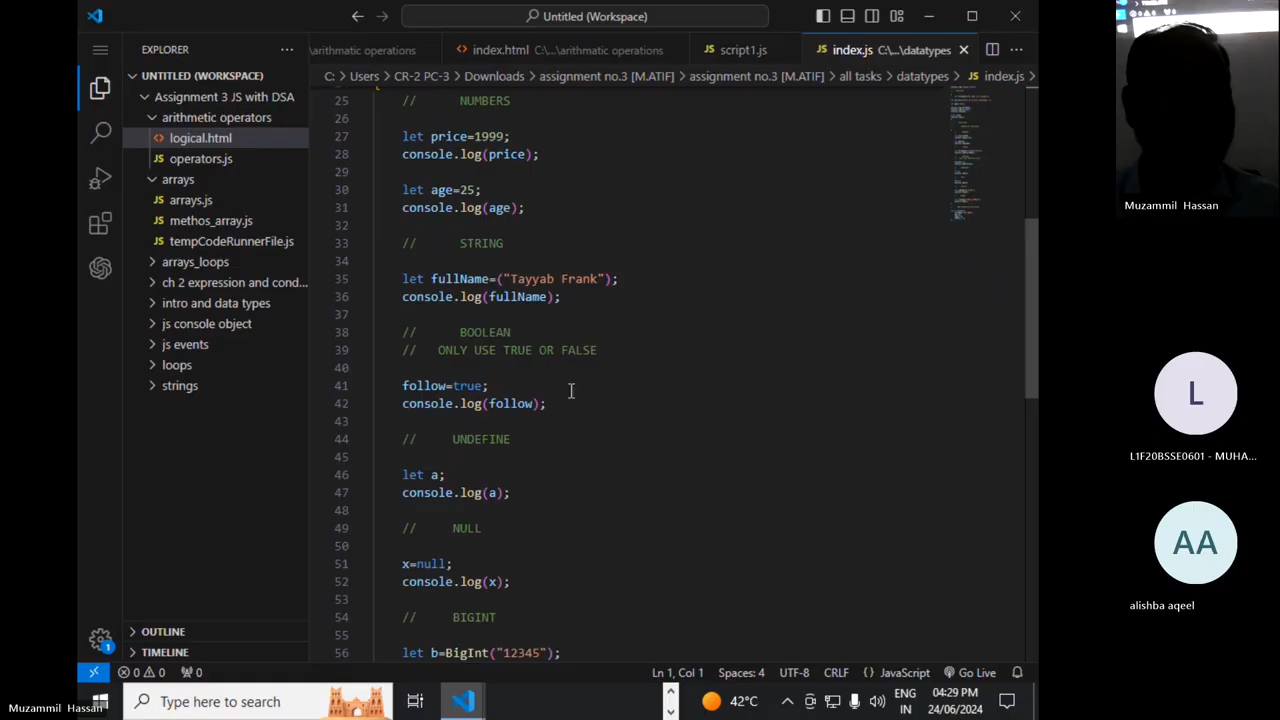 Untitled (Workspace)
\arithmatic operations
index.html C:\...\arithmatic operations
script1.js
index.js C:\...\datatypes
EXPLORER
C: > Users > CR-2 PC-3 > Downloads > assignment no.3 [M.ATIF] > assignment no.3 [M.ATIF] > all tasks > datatypes > index.js >
UNTITLED (WORKSPACE)
Assignment 3 JS with DSA
arithmetic operators
logical.html
operators.js
arrays
arrays.js
methos_array.js
tempCodeRunnerFile.js
arrays_loops
ch 2 expression and cond...
intro and data types
js console object
js events
loops
strings
OUTLINE
TIMELINE
25 // NUMBERS
26
27 let price=1999;
28 console.log(price);
29
30 let age=25;
31 console.log(age);
32
33 // STRING
34
35 let fullName=("Tayyab Frank");
36 console.log(fullName);
37
38 // BOOLEAN
39 // ONLY USE TRUE OR FALSE
40
41 follow=true;
42 console.log(follow);
43
44 // UNDEFINE
45
46 let a;
47 console.log(a);
48
49 // NULL
50
51 x=null;
52 console.log(x);
53
54 // BIGINT
55
56 let b=BigInt("12345");
1
0 0 0
Ln 1, Col 1 Spaces: 4 UTF-8 CRLF {} JavaScript Go Live
Type here to search
42°C
ENG
IN
04:29 PM
24/06/2024
Muzammil Hassan
Muzammil Hassan
L
L1F20BSSE0601 - MUHA...
AA
alishba aqeel